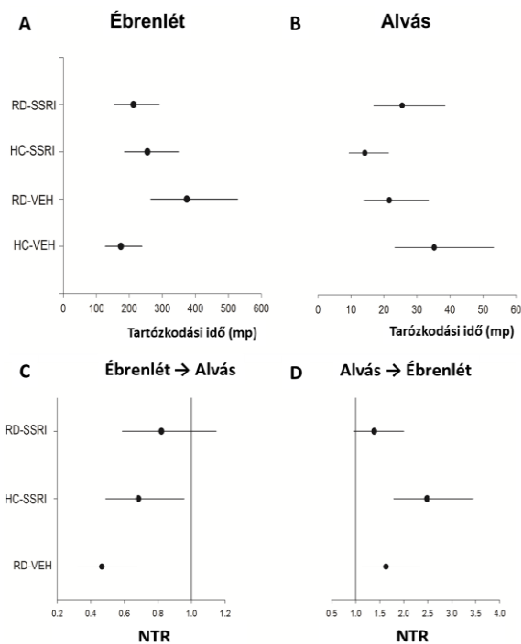 A Ébrenlét
B Alvás
RD-SSRI
HC-SSRI
RD-VEH
HC-VEH
0 100 200 300 400 500 600
0 10 20 30 40 50 60
Tartózkodási idő (mp)
Tarózkodási idő (mp)
C Ébrenlét → Alvás
D Alvás → Ébrenlét
RD-SSRI
HC-SSRI
RD-VEH
0.2 0.4 0.6 0.8 1.0 1.2
0.5 1.0 1.5 2.0 2.5 3.0 3.5 4.0
NTR
NTR